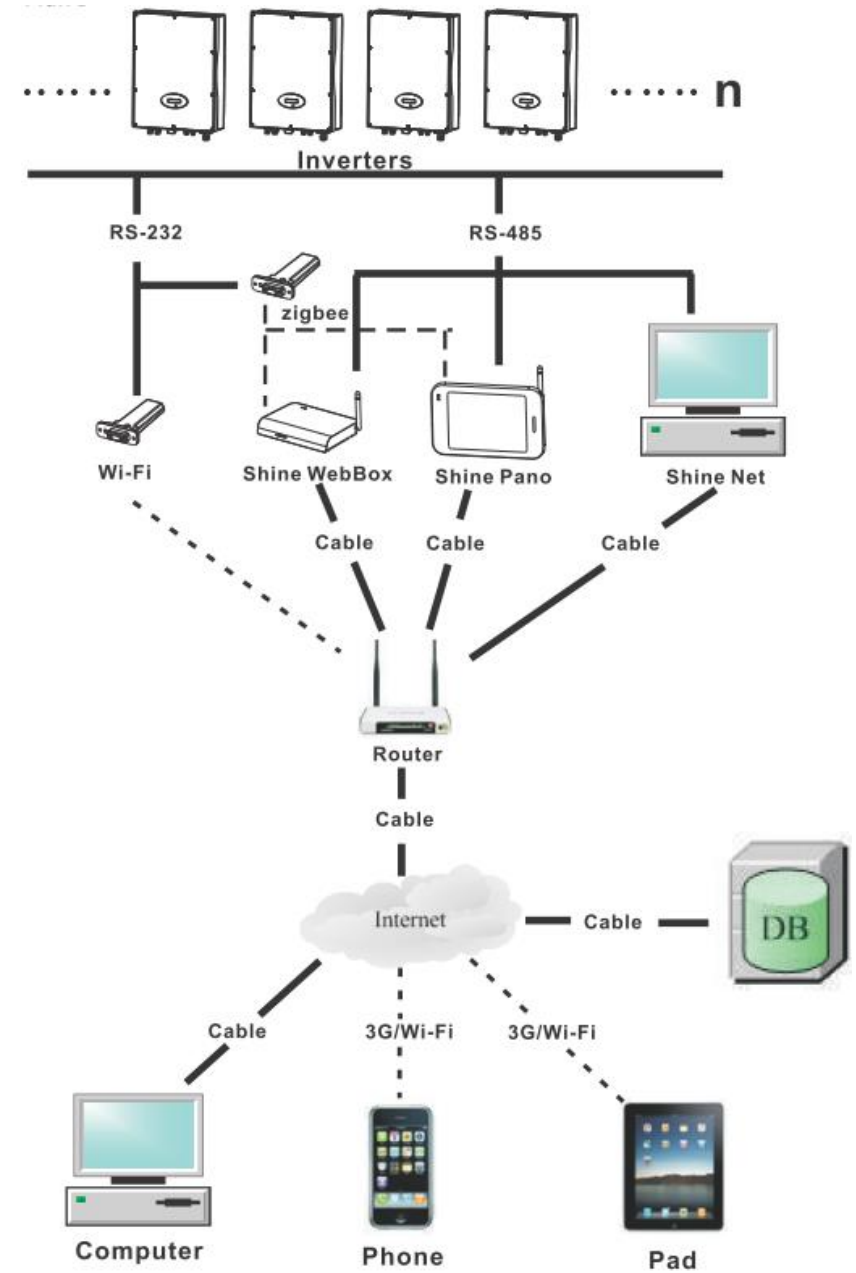 n
Inverters
RS-232
RS-485
zigbee
Wi-Fi
Shine WebBox
Shine Pano
Shine Net
Cable
Cable
Cable
Router
Cable
Internet
Cable
DB
Cable
3G/Wi-Fi
3G/Wi-Fi
Computer
Phone
Pad